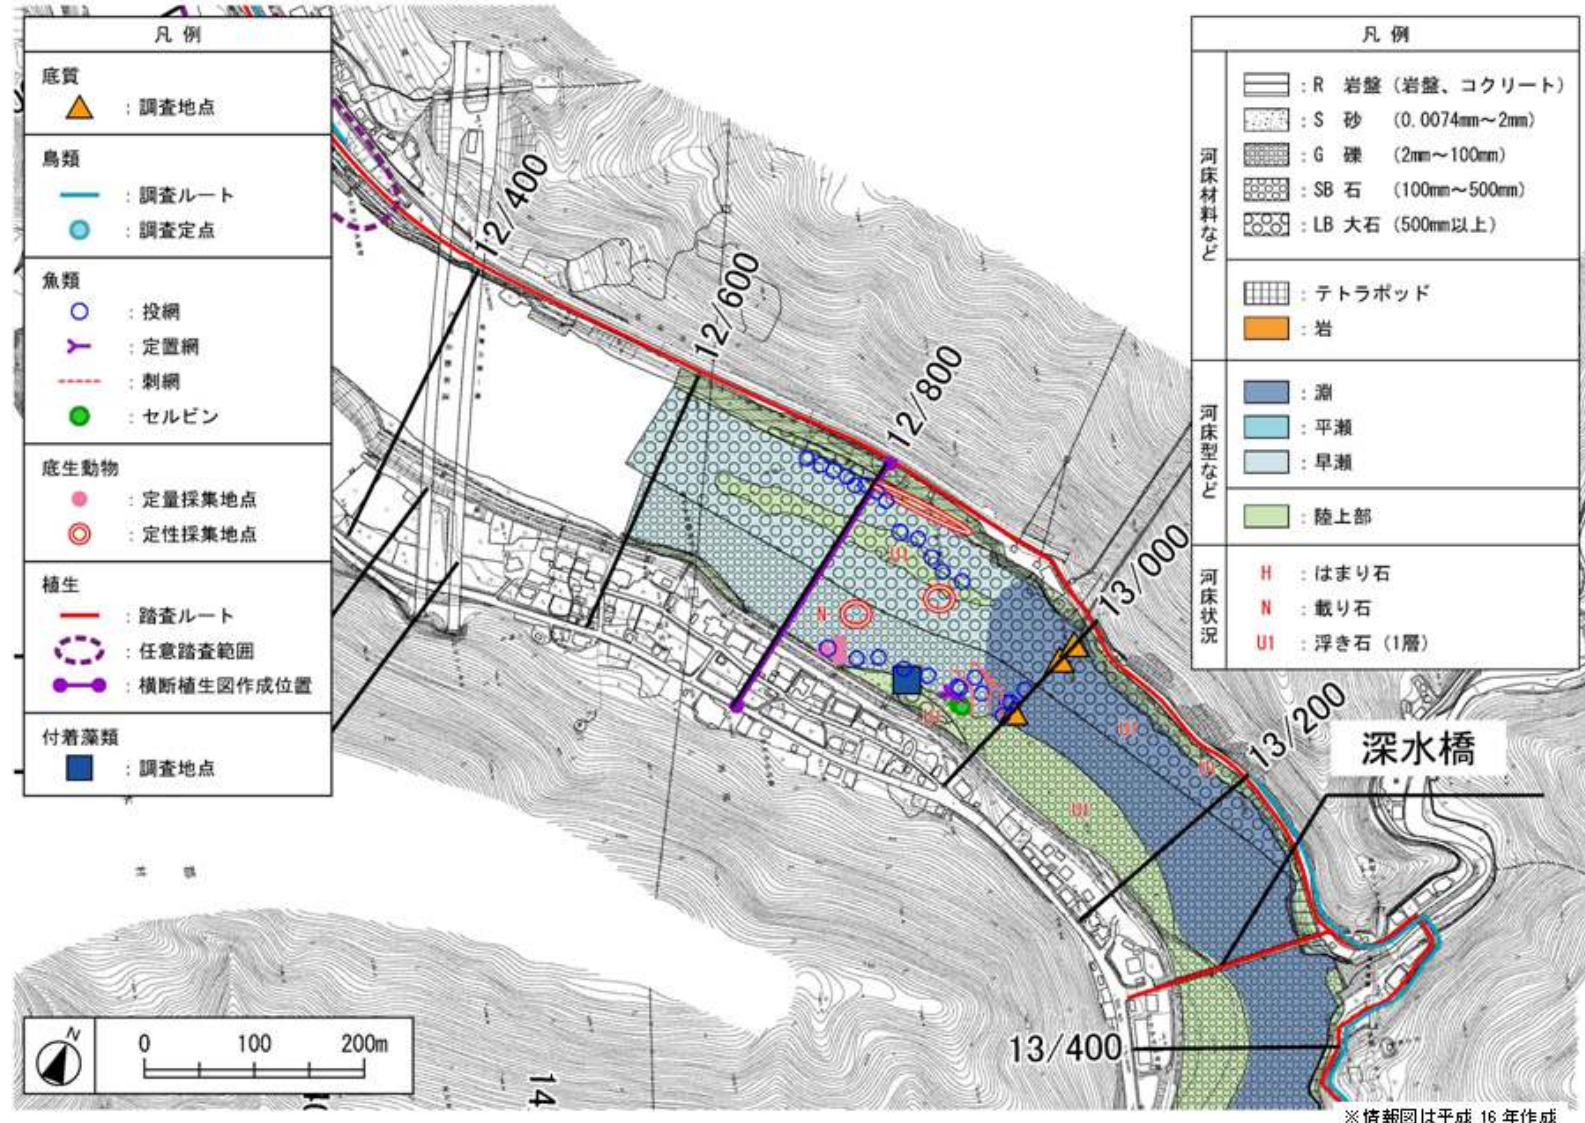 凡 例
底質
：調査地点
鳥類
：調査ルート
：調査定点
魚類
：投網
：定置網
：刺網
：セルビン
底生動物
：定量採集地点
：定性採集地点
植生
：踏査ルート
：任意踏査範囲
：横断植生図作成位置
付着藻類
：調査地点
凡 例
河床材料など
：R 岩盤（岩盤、コクリート）
：S 砂 （0.0074mm～2mm）
：G 礫 （2mm～100mm）
：SB 石 （100mm～500mm）
：LB 大石（500mm以上）
：テトラポッド
：岩
河床型など
：淵
：平瀬
：早瀬
：陸上部
河床状況
H ：はまり石
N ：載り石
U1 ：浮き石（1層）
12/400
12/600
12/800
13/000
13/200
深水橋
13/400
U1
N
U1
U1
N
0 100 200m
14
※情報図は平成 16 年作成